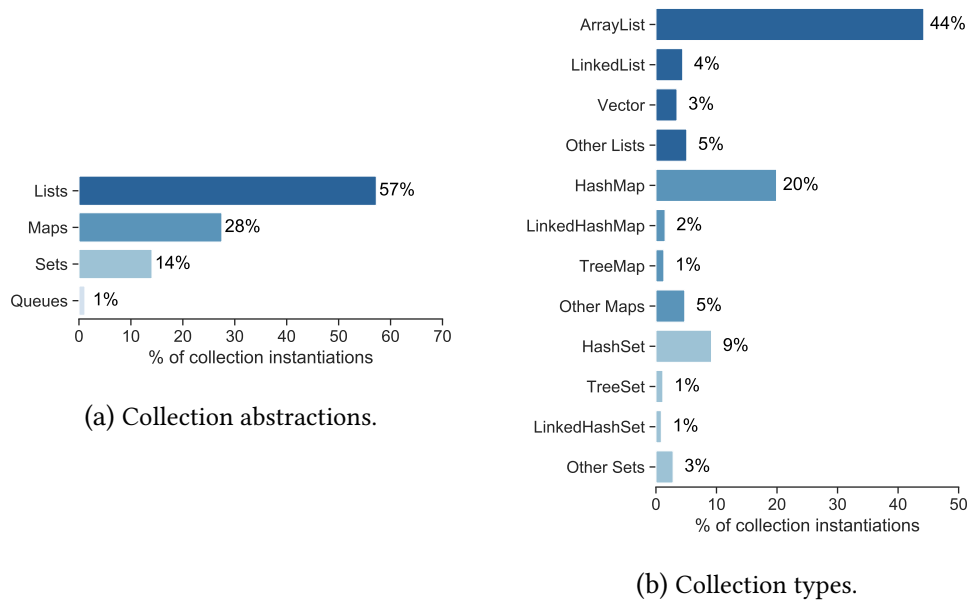 Lists 57%
Maps 28%
Sets 14%
Queues 1%
0 10 20 30 40 50 60 70
% of collection instantiations
(a) Collection abstractions.
ArrayList 44%
LinkedList 4%
Vector 3%
Other Lists 5%
HashMap 20%
LinkedHashMap 2%
TreeMap 1%
Other Maps 5%
HashSet 9%
TreeSet 1%
LinkedHashSet 1%
Other Sets 3%
0 10 20 30 40 50
% of collection instantiations
(b) Collection types.